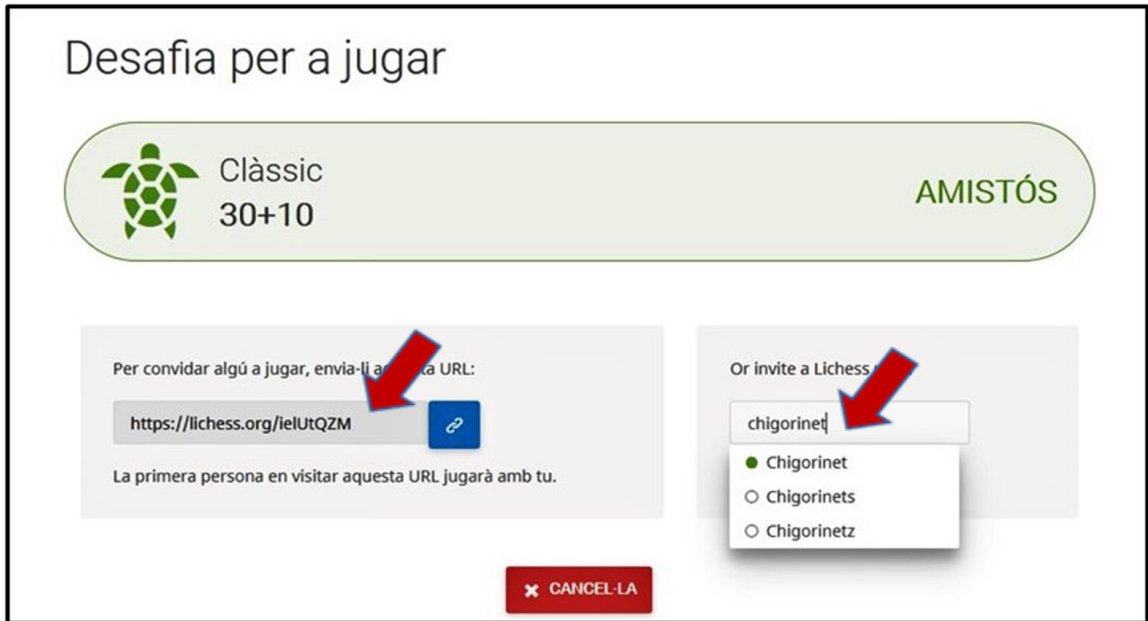 Desafia per a jugar
Clàssic
30+10
AMISTÓS
Per convidar algú a jugar, envia-li URL:
https://lichess.org/ielUtQZM
La primera persona en visitar aquesta URL jugarà amb tu.
Or invite a Lichess
chigorinet
Chigorinet
Chigorinets
Chigorinetz
CANCEL·LA